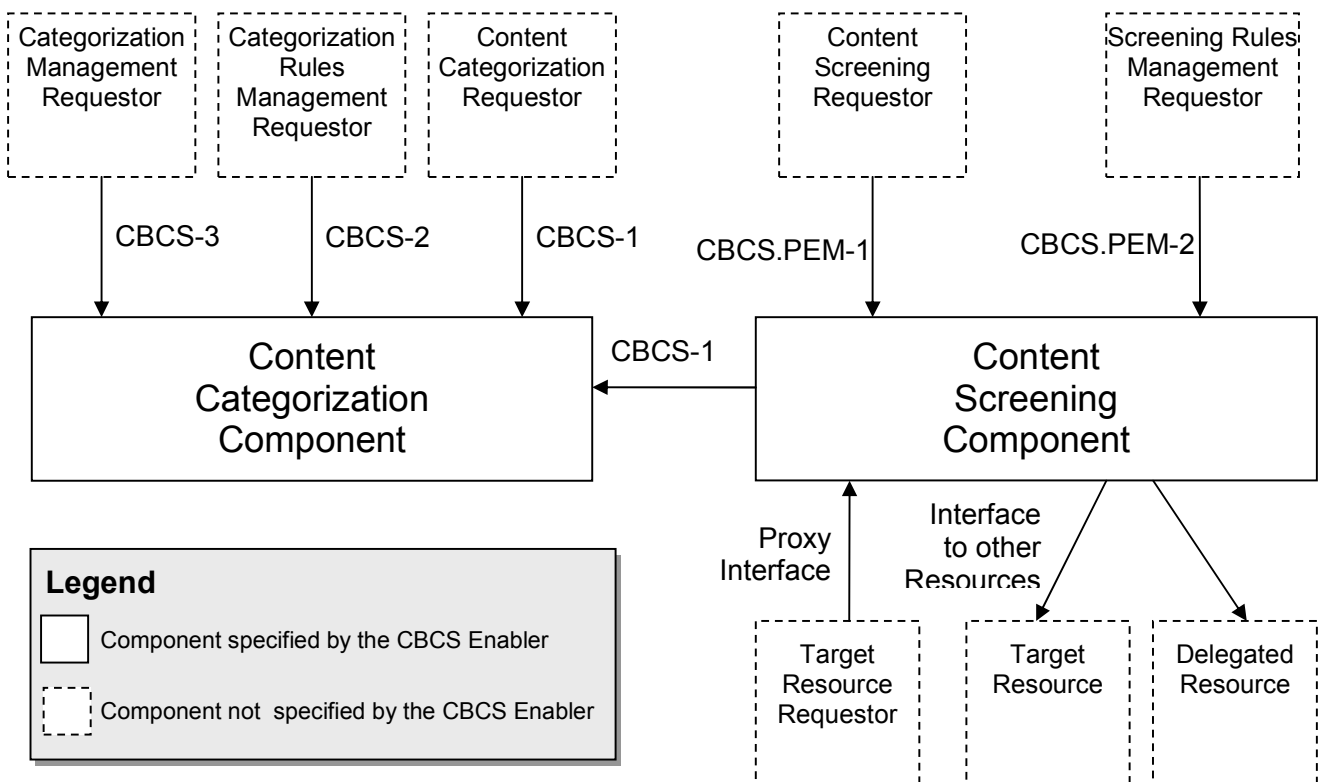 Categorization
Management
Requestor
Categorization
Rules
Management
Requestor
Content
Categorization
Requestor
Content
Screening
Requestor
Screening Rules
Management
Requestor
CBCS-3
CBCS-2
CBCS-1
CBCS.PEM-1
CBCS.PEM-2
Content
Categorization
Component
CBCS-1
Content
Screening
Component
Proxy
Interface
Interface
to other
Resources
Legend
Component specified by the CBCS Enabler
Component not specified by the CBCS Enabler
Target
Resource
Requestor
Target
Resource
Delegated
Resource